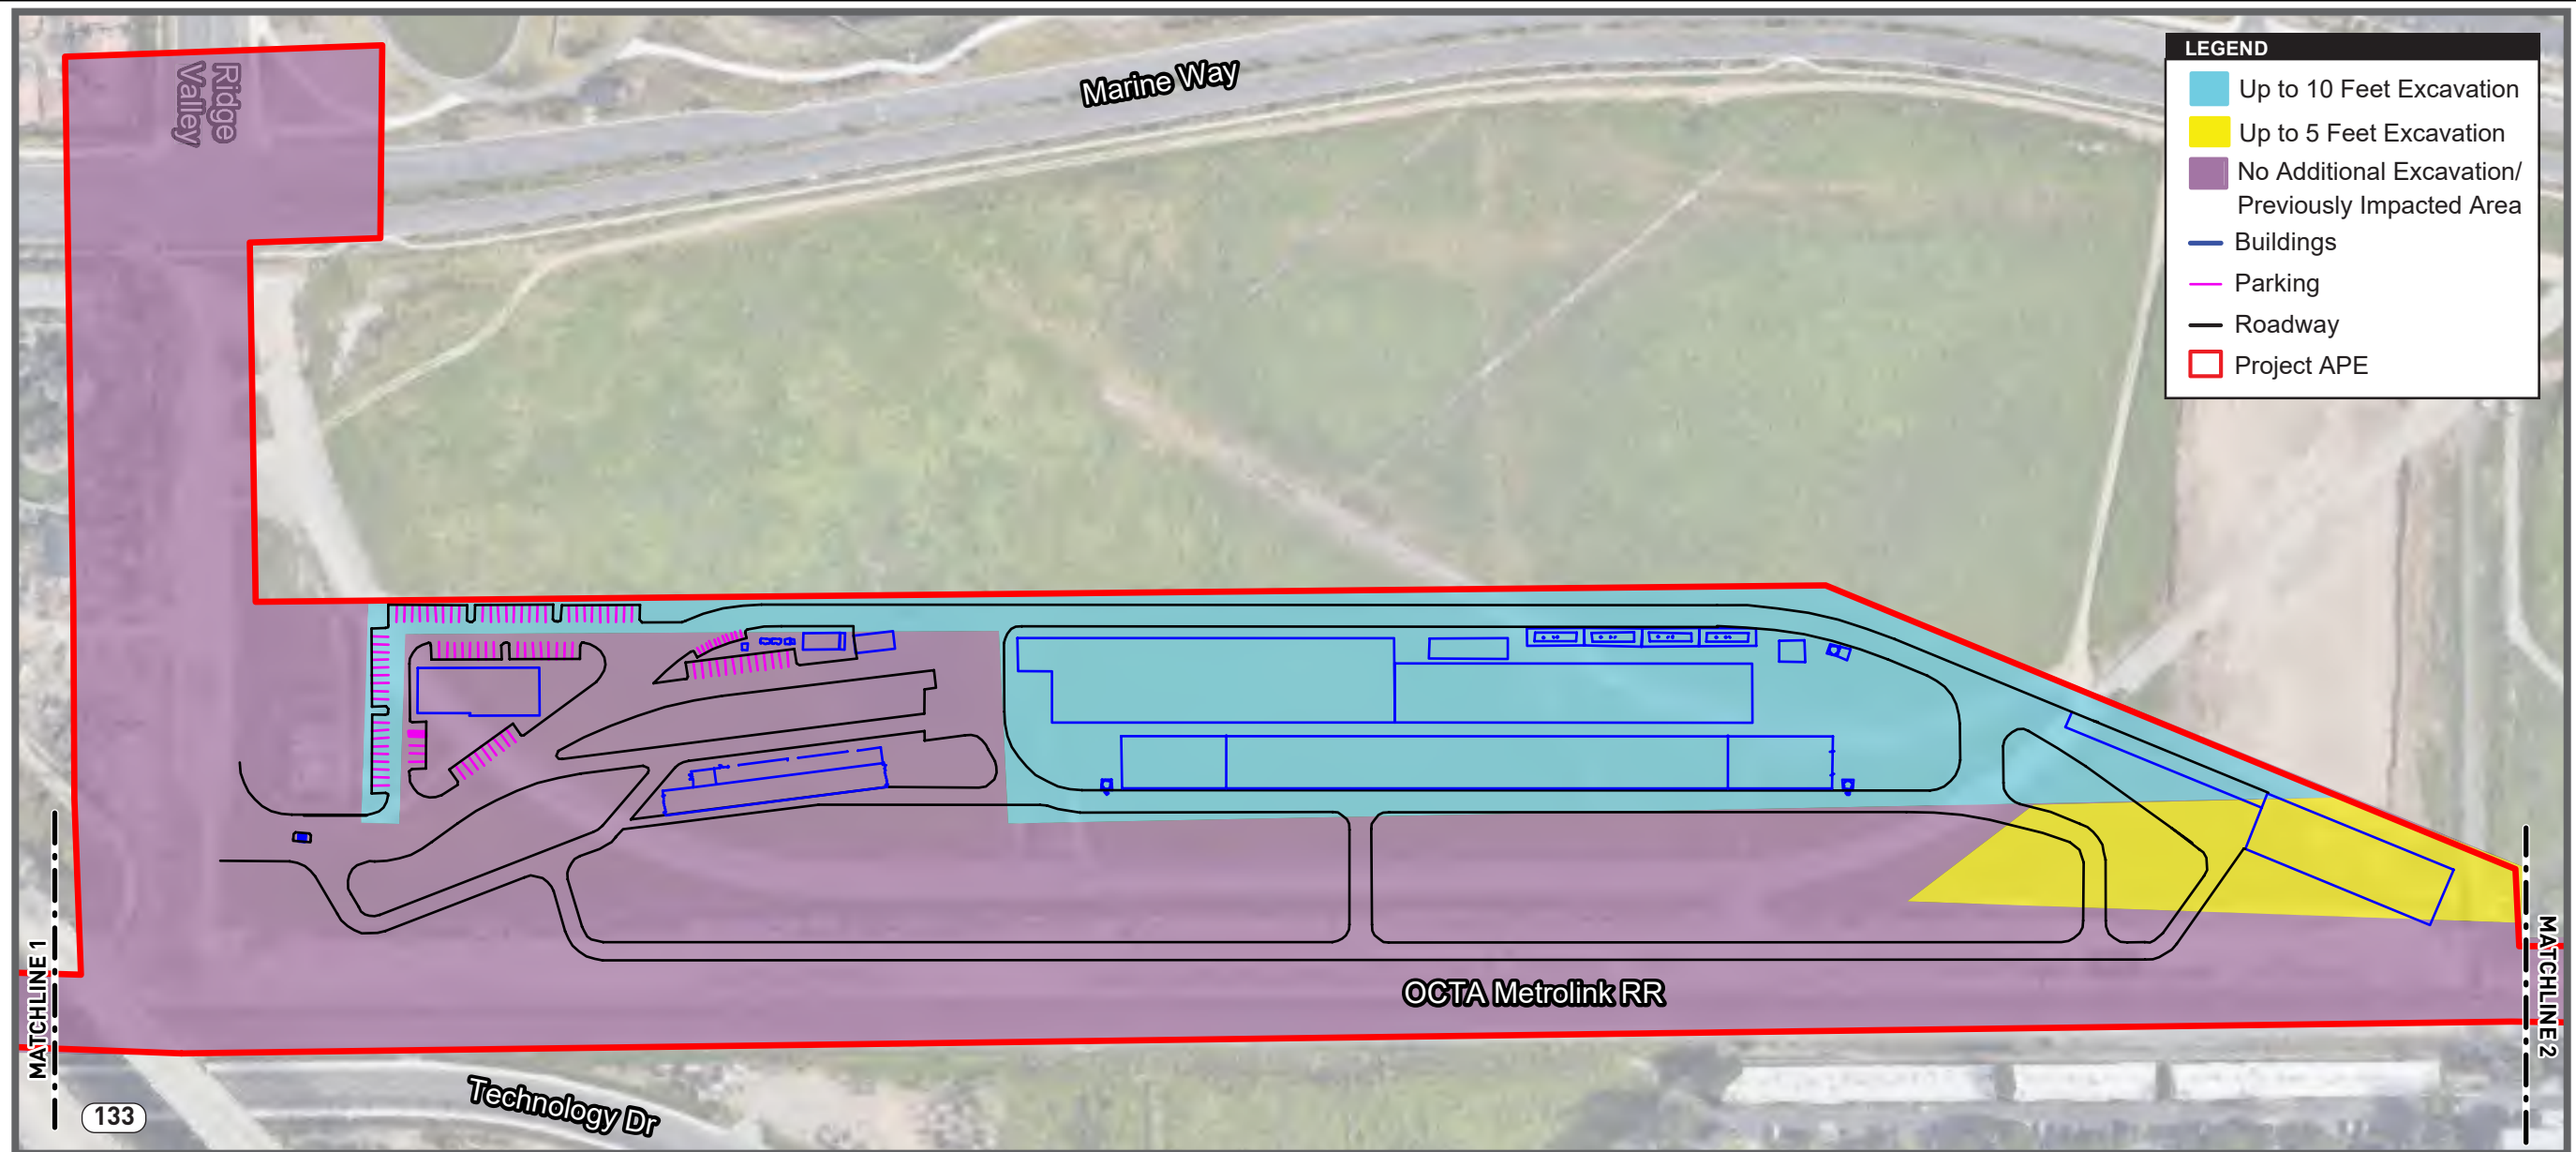 Ridge
Valley
Marine Way
LEGEND
Up to 10 Feet Excavation
Up to 5 Feet Excavation
No Additional Excavation/
Previously Impacted Area
Buildings
Parking
Roadway
Project APE
MATCHLINE 1
MATCHLINE 2
OCTA Metrolink RR
Technology Dr
133